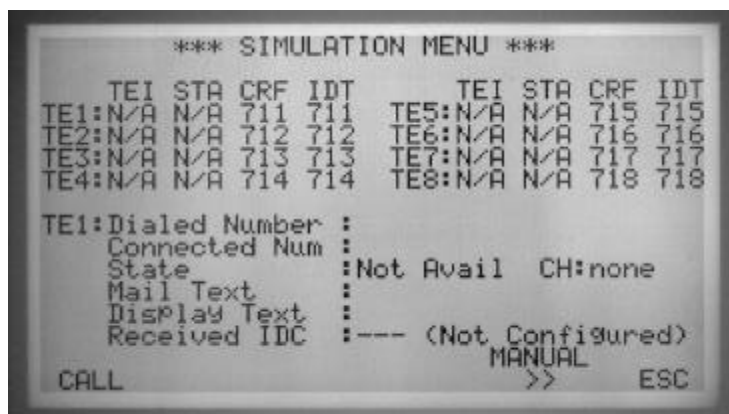 *** SIMULATION MENU ***
TEI STA CRF IDT TEI STA CRF IDT
TE1:N/A N/A 711 711 TE5:N/A N/A 715 715
TE2:N/A N/A 712 712 TE6:N/A N/A 716 716
TE3:N/A N/A 713 713 TE7:N/A N/A 717 717
TE4:N/A N/A 714 714 TE8:N/A N/A 718 718
TE1:Dialed Number :
Connected Num :
State :Not Avail CH:none
Mail Text :
Display Text :
Received IDC :--- (Not Configured)
MANUAL
CALL >> ESC